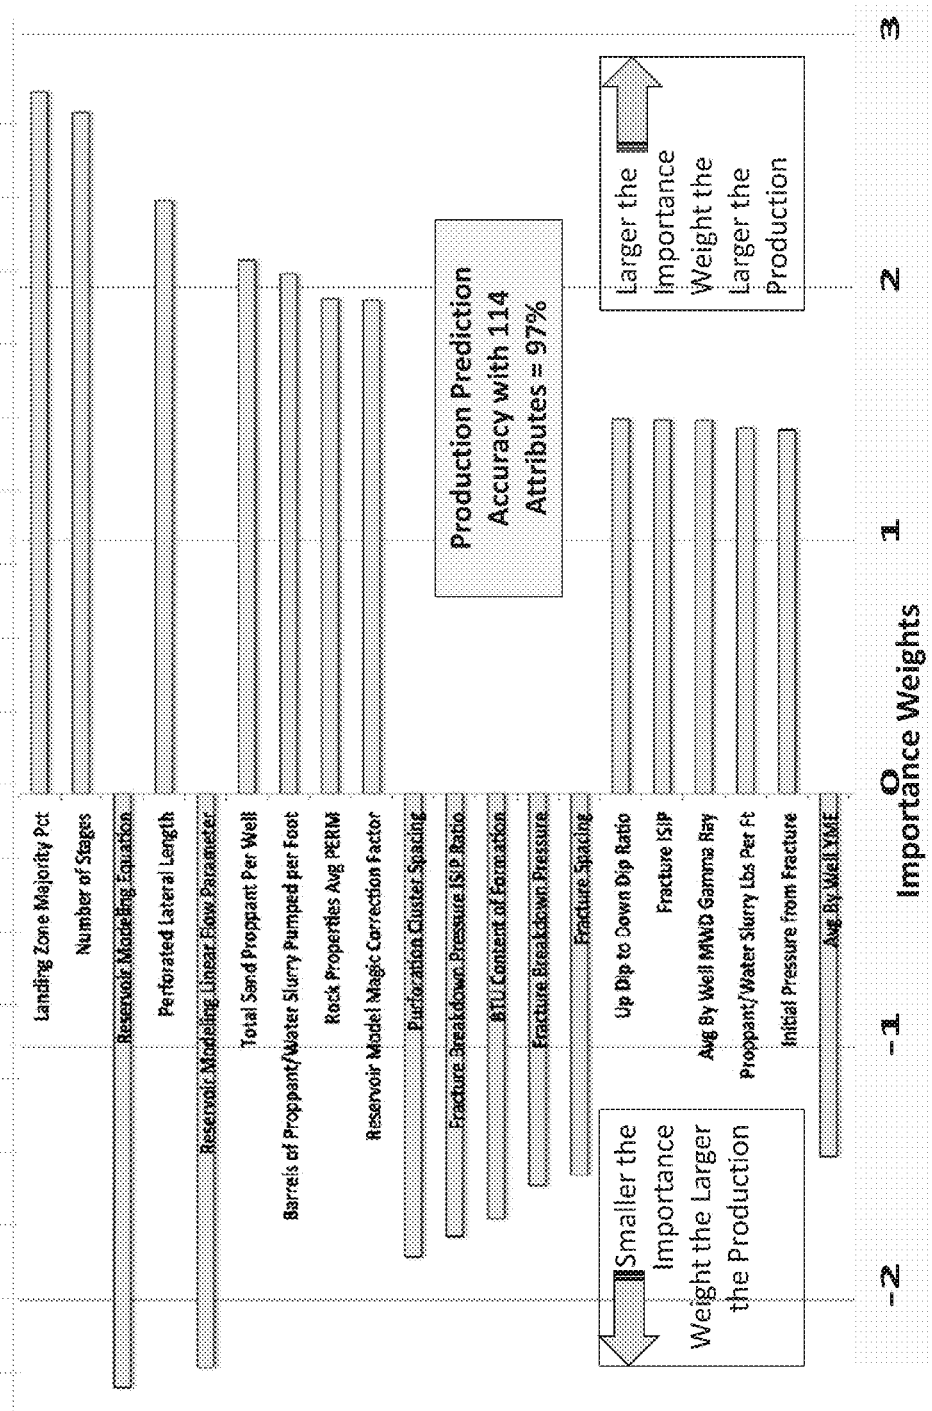 Landing Zone Majority Pct
Number of Stages
Reservoir Modeling Equation
Perforated Lateral Length
Reservoir Modeling Linear Flow Parameter
Total Sand Proppant Per Well
Barrels of Proppant/Water Slurry Pumped per Foot
Rock Properties Avg PERM
Reservoir Model Magic Correction Factor
Purforation Cluster Spacing
Fracture Breakdown Pressure ISIP Ratio
BTU Content of Formation
Fracture Breakdown Pressure
Fracture Spacing
Up Dip to Down Dip Ratio
Fracture ISIP
Avg By Well MWD Gamma Ray
Proppant/Water Slurry Lbs Per Ft
Initial Pressure From Fracture
Avg By Well YME
Production Prediction
Accuracy with 114
Attributes = 97%
Smaller the
Importance
Weight the Larger
the Production
Larger the
Importance
Weight the
Larger the
Production
-2
-1
0
1
2
3
Importance Weights